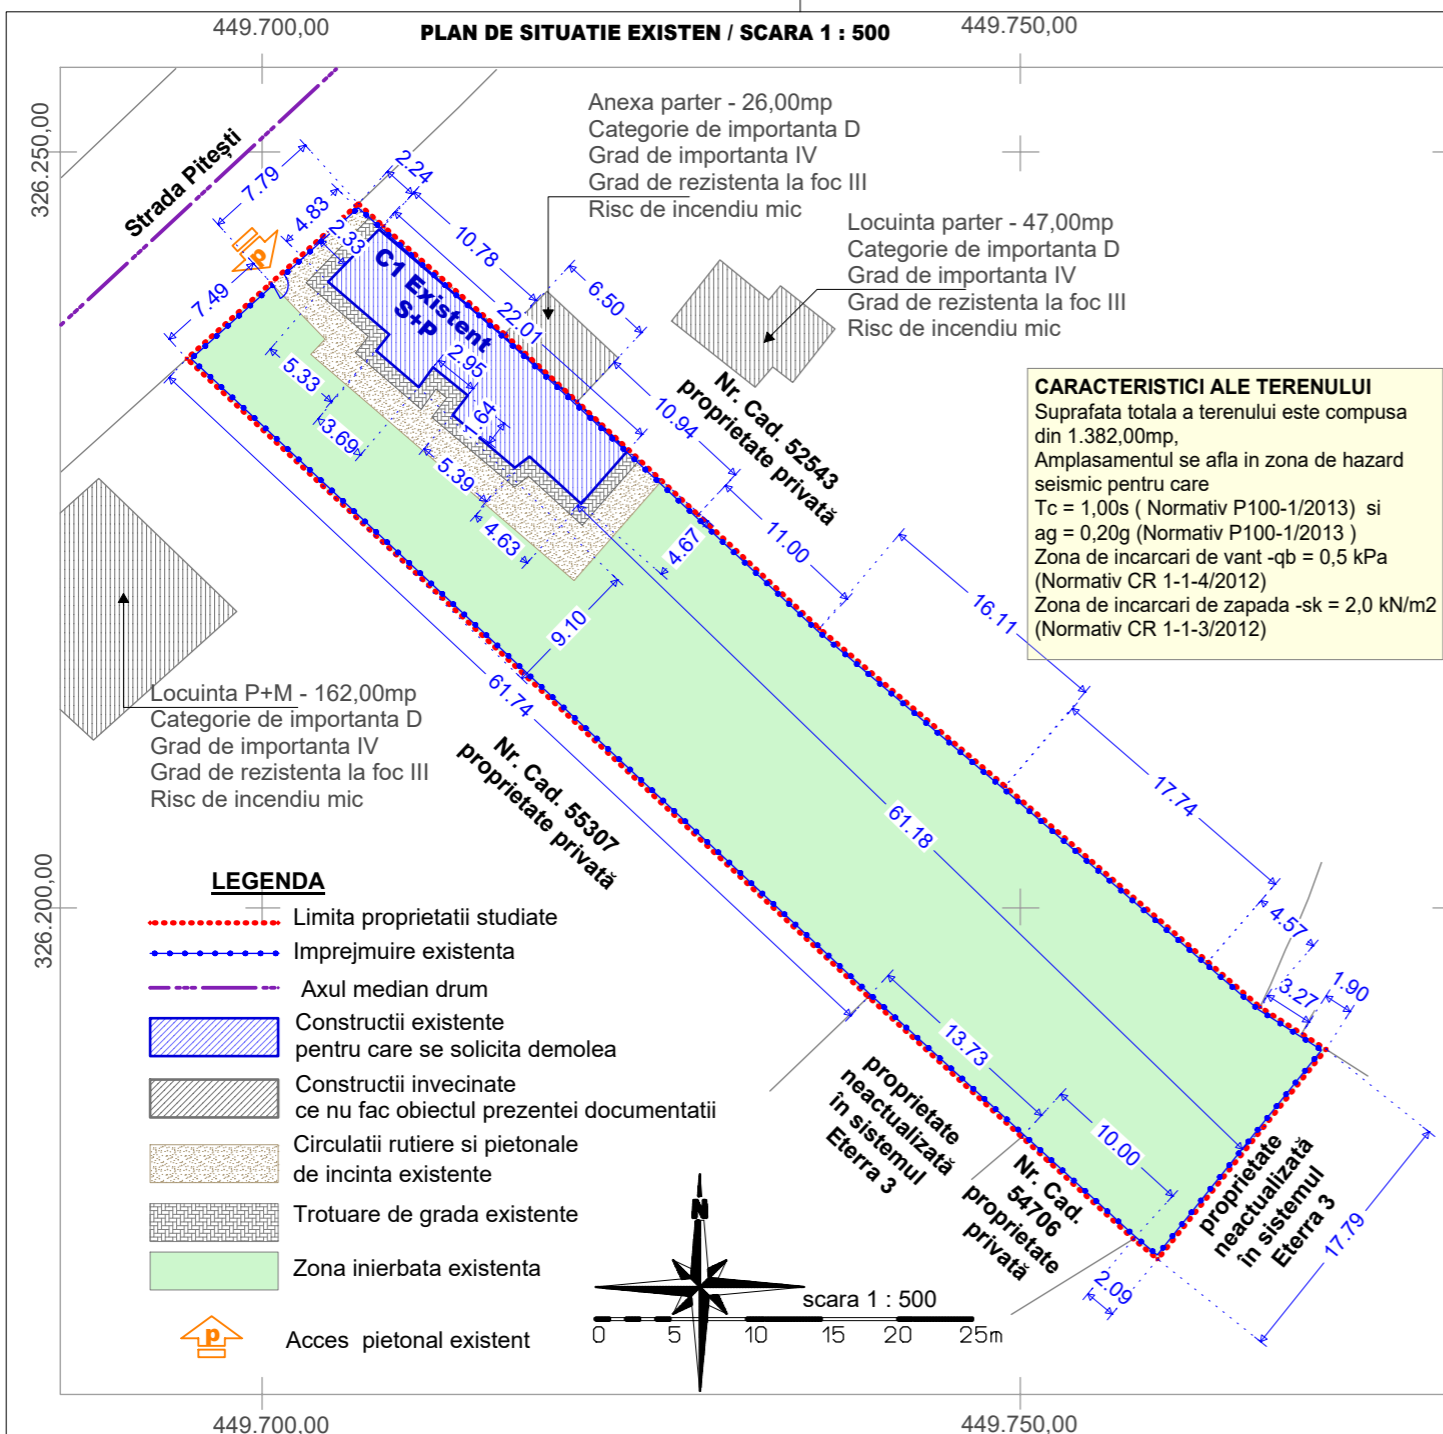 449.700,00
PLAN DE SITUATIE EXISTEN / SCARA 1 : 500
449.750,00
326.250,00
Strada Pitești
Anexa parter - 26,00mp
Categorie de importanta D
Grad de importanta IV
Grad de rezistenta la foc III
Risc de incendiu mic
Locuinta parter - 47,00mp
Categorie de importanta D
Grad de importanta IV
Grad de rezistenta la foc III
Risc de incendiu mic
7.79
4.83
2.24
2.33
10.78
7.49
p
C1 Existent
S+P
22.01
6.50
2.95
5.33
3.69
.64
5.39
4.63
10.94
Nr. Cad. 52543
proprietate privată
4.67
11.00
16.11
9.10
61.74
61.18
17.74
4.57
3.27
1.90
13.73
10.00
2.09
17.79
CARACTERISTICI ALE TERENULUI
Suprafata totala a terenului este compusa
din 1.382,00mp,
Amplasamentul se afla in zona de hazard
seismic pentru care
Tc = 1,00s ( Normativ P100-1/2013) si
ag = 0,20g (Normativ P100-1/2013 )
Zona de incarcari de vant -qb = 0,5 kPa
(Normativ CR 1-1-4/2012)
Zona de incarcari de zapada -sk = 2,0 kN/m2
(Normativ CR 1-1-3/2012)
Locuinta P+M - 162,00mp
Categorie de importanta D
Grad de importanta IV
Grad de rezistenta la foc III
Risc de incendiu mic
Nr. Cad. 55307
proprietate privată
326.200,00
proprietate
neactualizată
în sistemul
Eterra 3
Nr. Cad.
54706
proprietate
privată
proprietate
neactualizată
în sistemul
Eterra 3
LEGENDA
Limita proprietatii studiate
Imprejmuire existenta
Axul median drum
Constructii existente
pentru care se solicita demolea
Constructii invecinate
ce nu fac obiectul prezentei documentatii
Circulatii rutiere si pietonale
de incinta existente
Trotuare de grada existente
Zona inierbata existenta
p
Acces pietonal existent
N
scara 1 : 500
0 5 10 15 20 25m
449.700,00
449.750,00